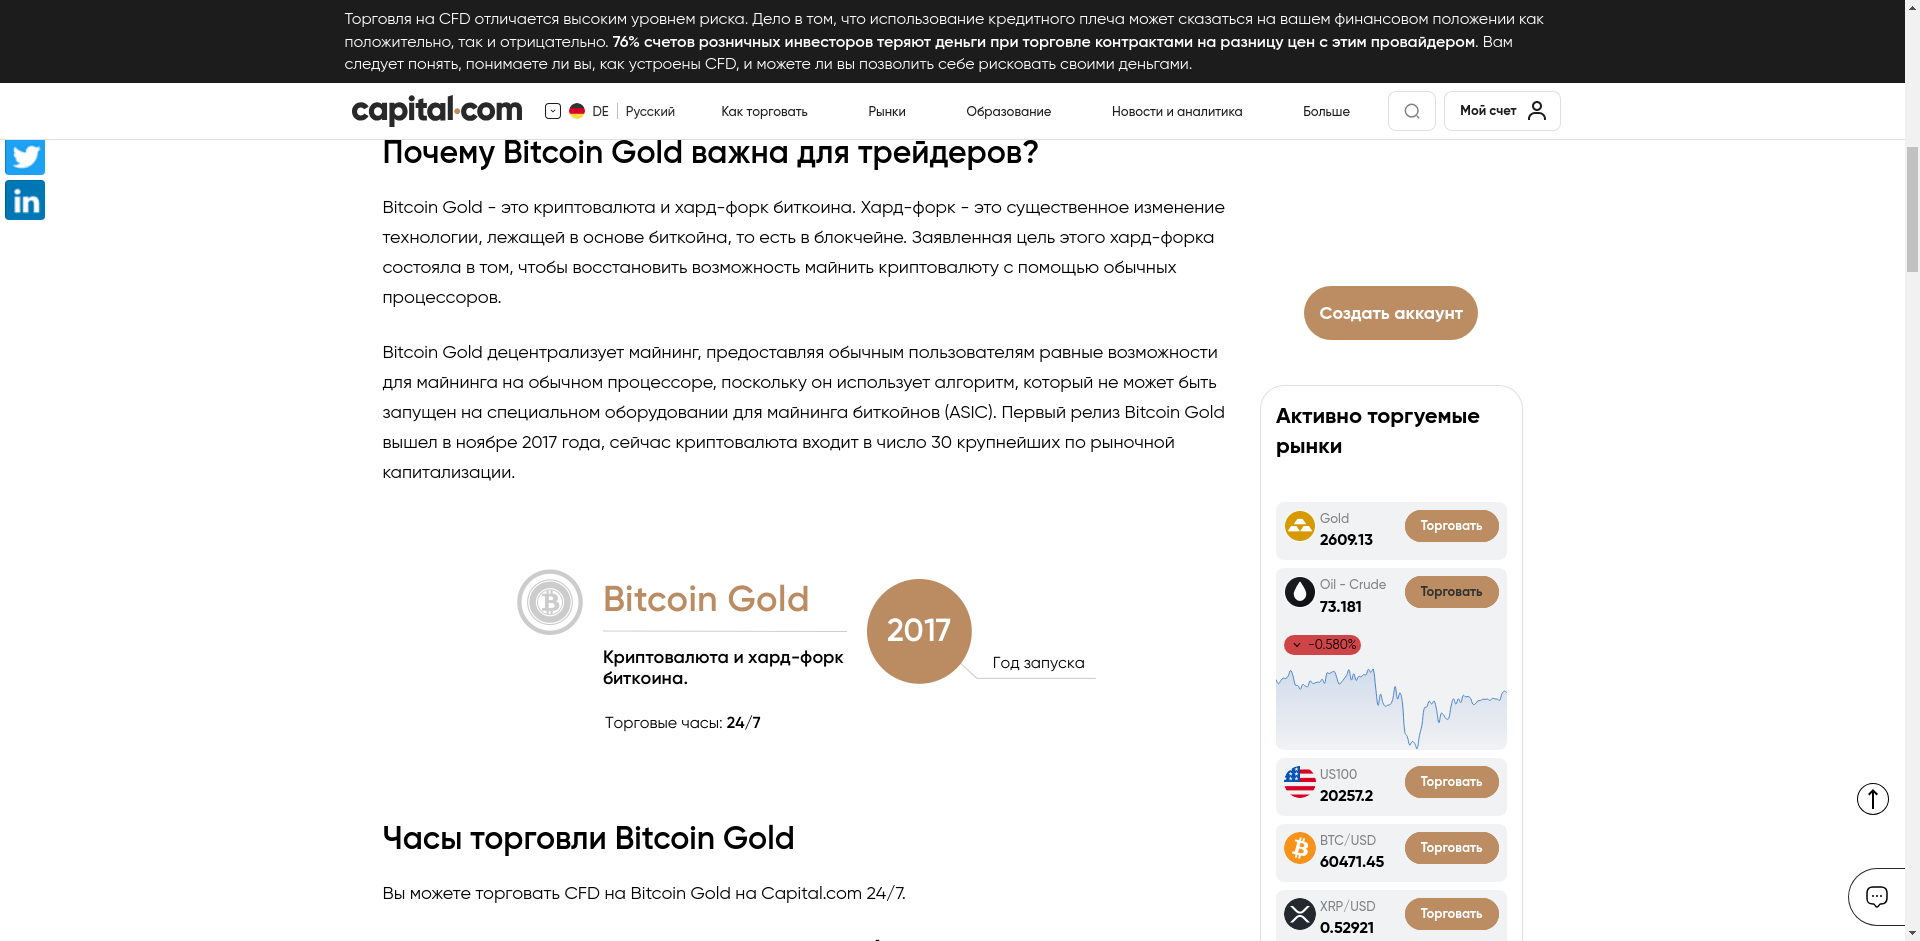 Торговля на CFD отличается высоким уровнем риска. Дело в том, что использование кредитного плеча может сказаться на вашем финансовом положении как
положительно, так и отрицательно. 76% счетов розничных инвесторов теряют деньги при торговле контрактами на разницу цен с этим провайдером. Вам
следует понять, понимаете ли вы, как устроены CFD, и можете ли вы позволить себе рисковать своими деньгами.
capital.com
DE
Русский
Как торговать
Рынки
Образование
Новости и аналитика
Больше
Мой счет
in
Почему Bitcoin Gold важна для трейдеров?
Bitcoin Gold - это криптовалюта и хард-форк биткоина. Хард-форк - это существенное изменение
технологии, лежащей в основе биткойна, то есть в блокчейне. Заявленная цель этого хард-форка
состояла в том, чтобы восстановить возможность майнить криптовалюту с помощью обычных
процессоров.
Bitcoin Gold децентрализует майнинг, предоставляя обычным пользователям равные возможности
для майнинга на обычном процессоре, поскольку он использует алгоритм, который не может быть
запущен на специальном оборудовании для майнинга биткойнов (ASIC). Первый релиз Bitcoin Gold
вышел в ноябре 2017 года, сейчас криптовалюта входит в число 30 крупнейших по рыночной
капитализации.
Bitcoin Gold
Криптовалюта и хард-форк
биткоина.
Торговые часы: 24/7
2017
Год запуска
Часы торговли Bitcoin Gold
Вы можете торговать CFD на Bitcoin Gold на Capital.com 24/7.
Создать аккаунт
Активно торгуемые
рынки
Gold
2609.13
Торговать
Oil - Crude
73.181
Торговать
-0.580%
US100
20257.2
Торговать
BTC/USD
60471.45
Торговать
XRP/USD
0.52921
Торговать